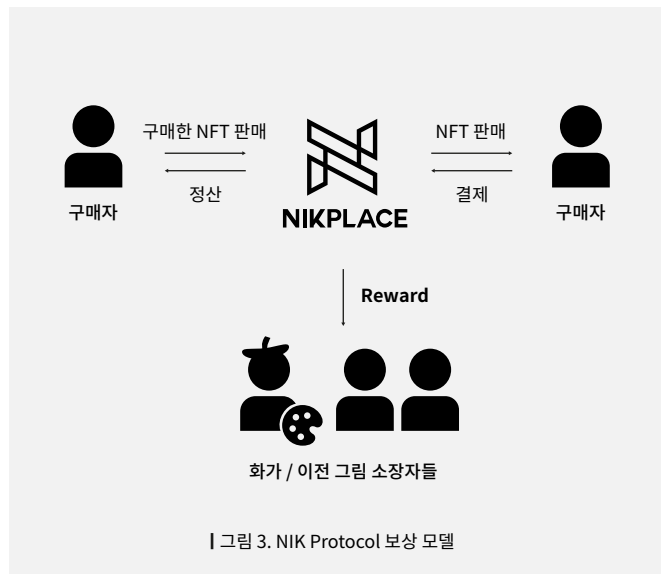 구매한 NFT 판매
정산
구매자
NIKPLACE
NFT 판매
결제
구매자
Reward
화가 / 이전 그림 소장자들
| 그림 3. NIK Protocol 보상 모델